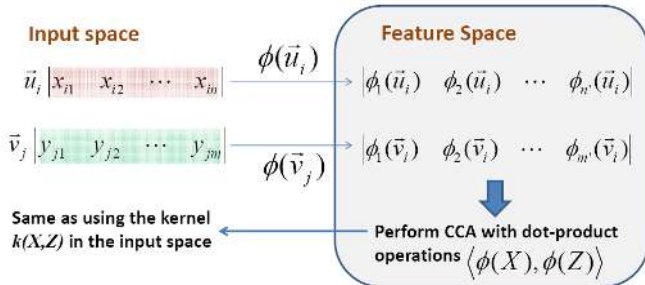 Input space
Feature Space
u⃗ᵢ |xᵢ₁ xᵢ₂ ⋯ xᵢₙ|
ϕ(u⃗ᵢ)
|ϕ₁(u⃗ᵢ) ϕ₂(u⃗ᵢ) ⋯ ϕₙ'(u⃗ᵢ)|
v⃗ⱼ |yⱼ₁ yⱼ₂ ⋯ yⱼₘ|
ϕ(v⃗ⱼ)
|ϕ₁(v⃗ᵢ) ϕ₂(v⃗ᵢ) ⋯ ϕₘ'(v⃗ᵢ)|
Same as using the kernel
k(X,Z) in the input space
Perform CCA with dot-product
operations ⟨ϕ(X), ϕ(Z)⟩